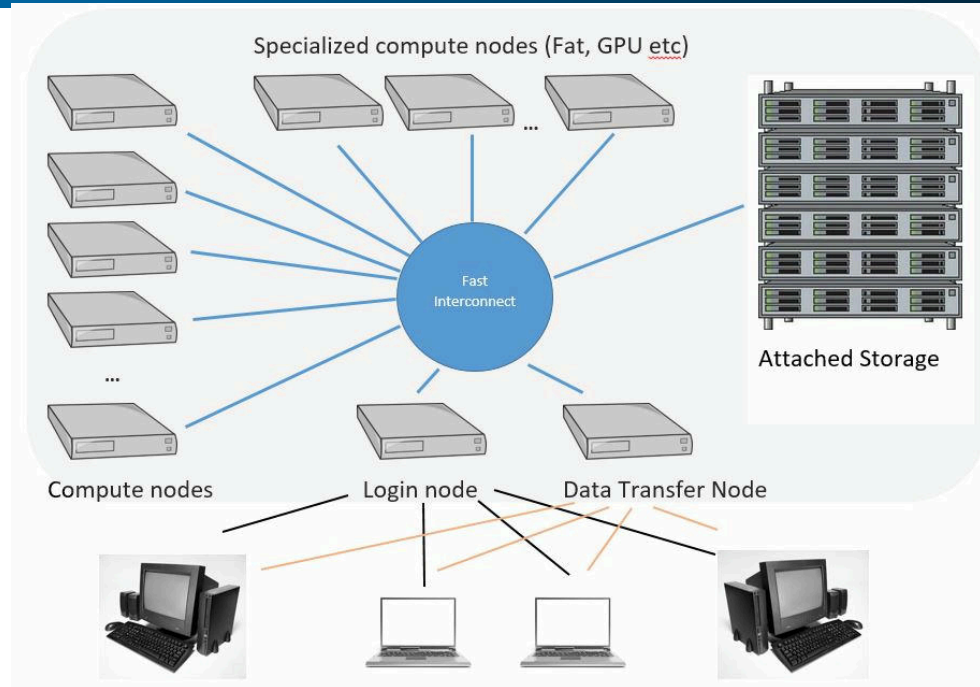 Specialized compute nodes (Fat, GPU etc)
...
Fast
Interconnect
Attached Storage
...
Compute nodes
Login node
Data Transfer Node